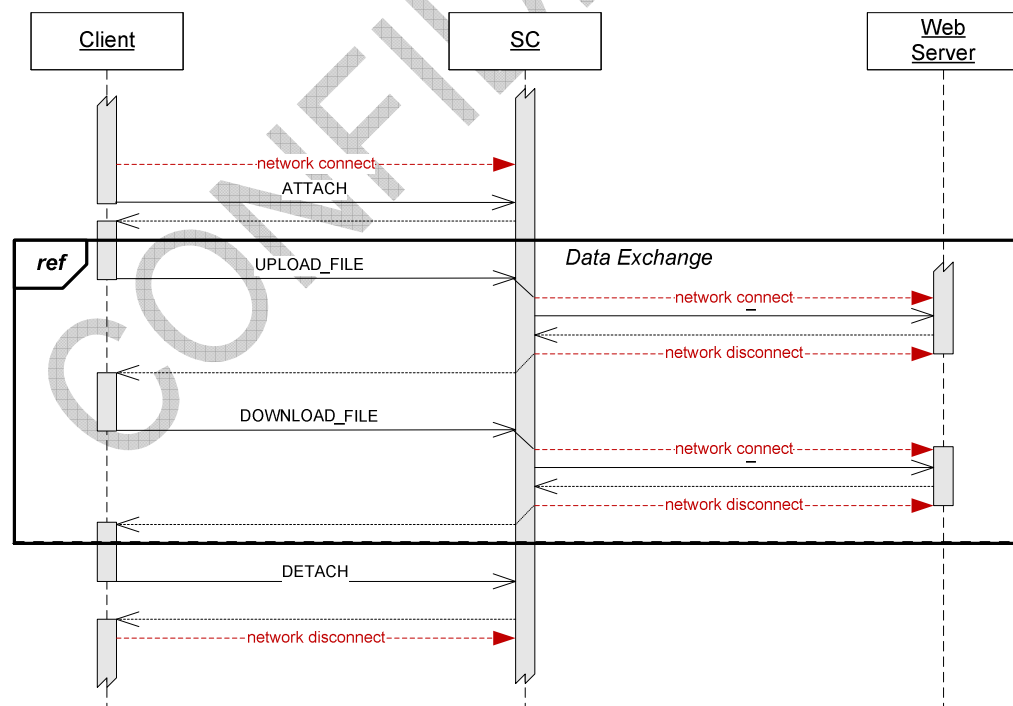 Client
SC
Web
Server
network connect
ATTACH
ref
Data Exchange
UPLOAD_FILE
network connect
_
network disconnect
DOWNLOAD_FILE
network connect
_
network disconnect
DETACH
network disconnect